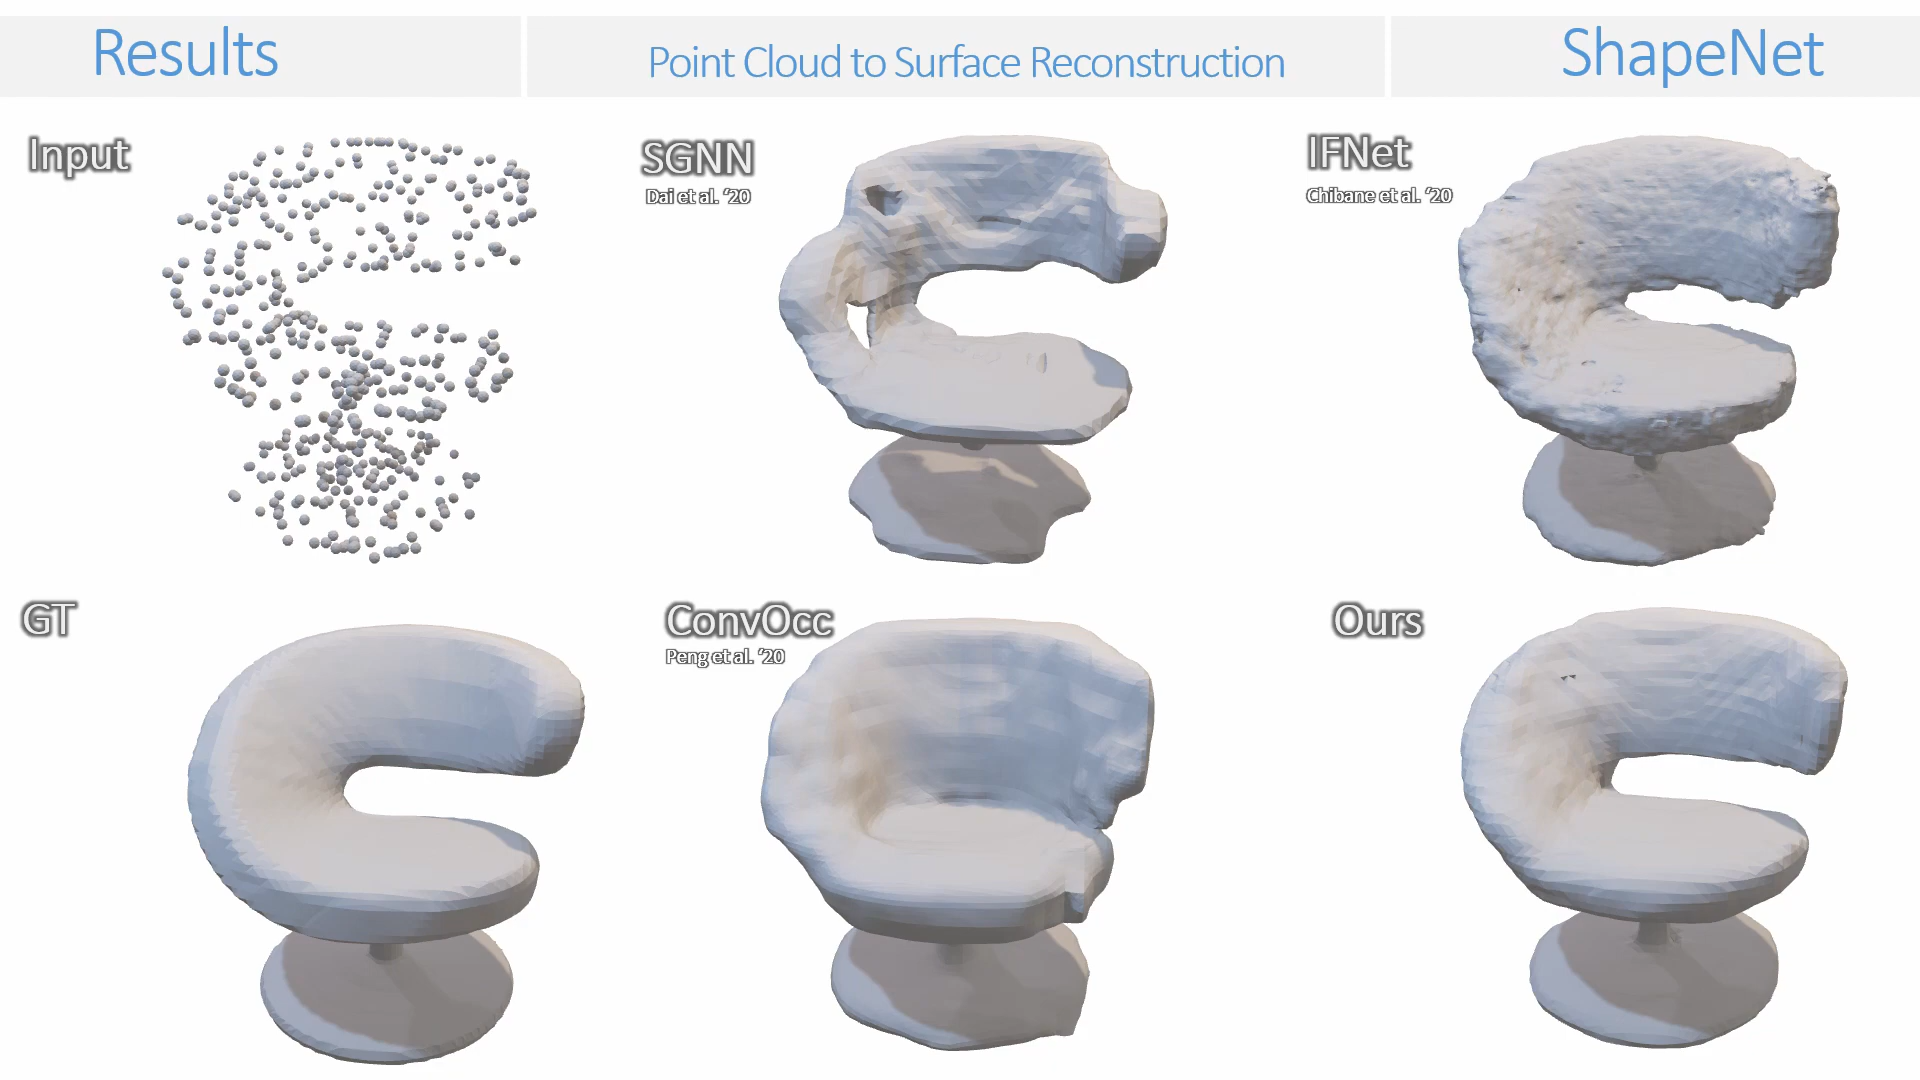 Results
Point Cloud to Surface Reconstruction
ShapeNet
Input
SGNN
Dai et al. ‘20
IFNet
Chibane et al. ‘20
GT
ConvOcc
Peng et al. ‘20
Ours